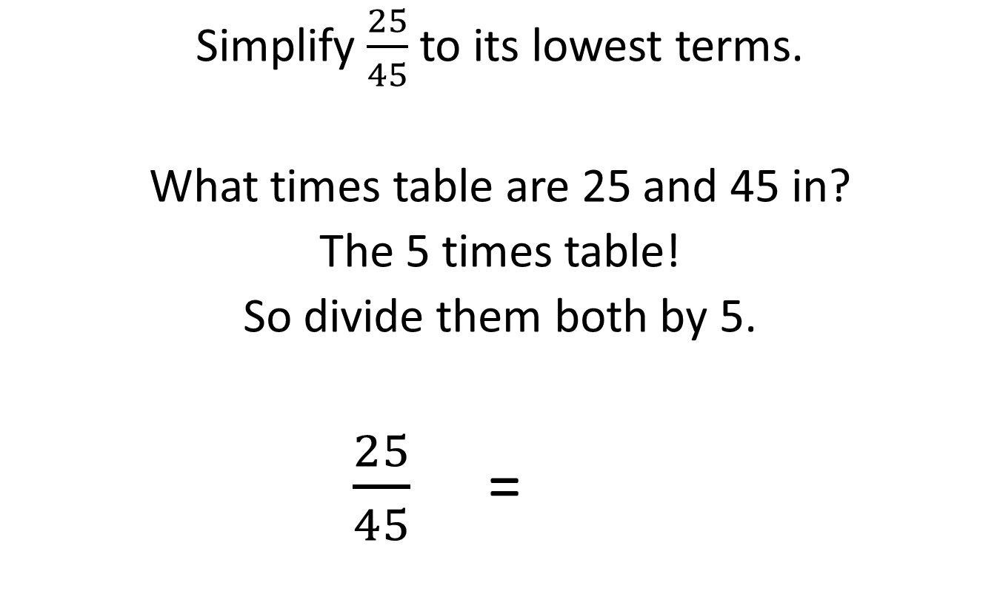 Simplify 25/45 to its lowest terms.
What times table are 25 and 45 in?
The 5 times table!
So divide them both by 5.
25/45 =